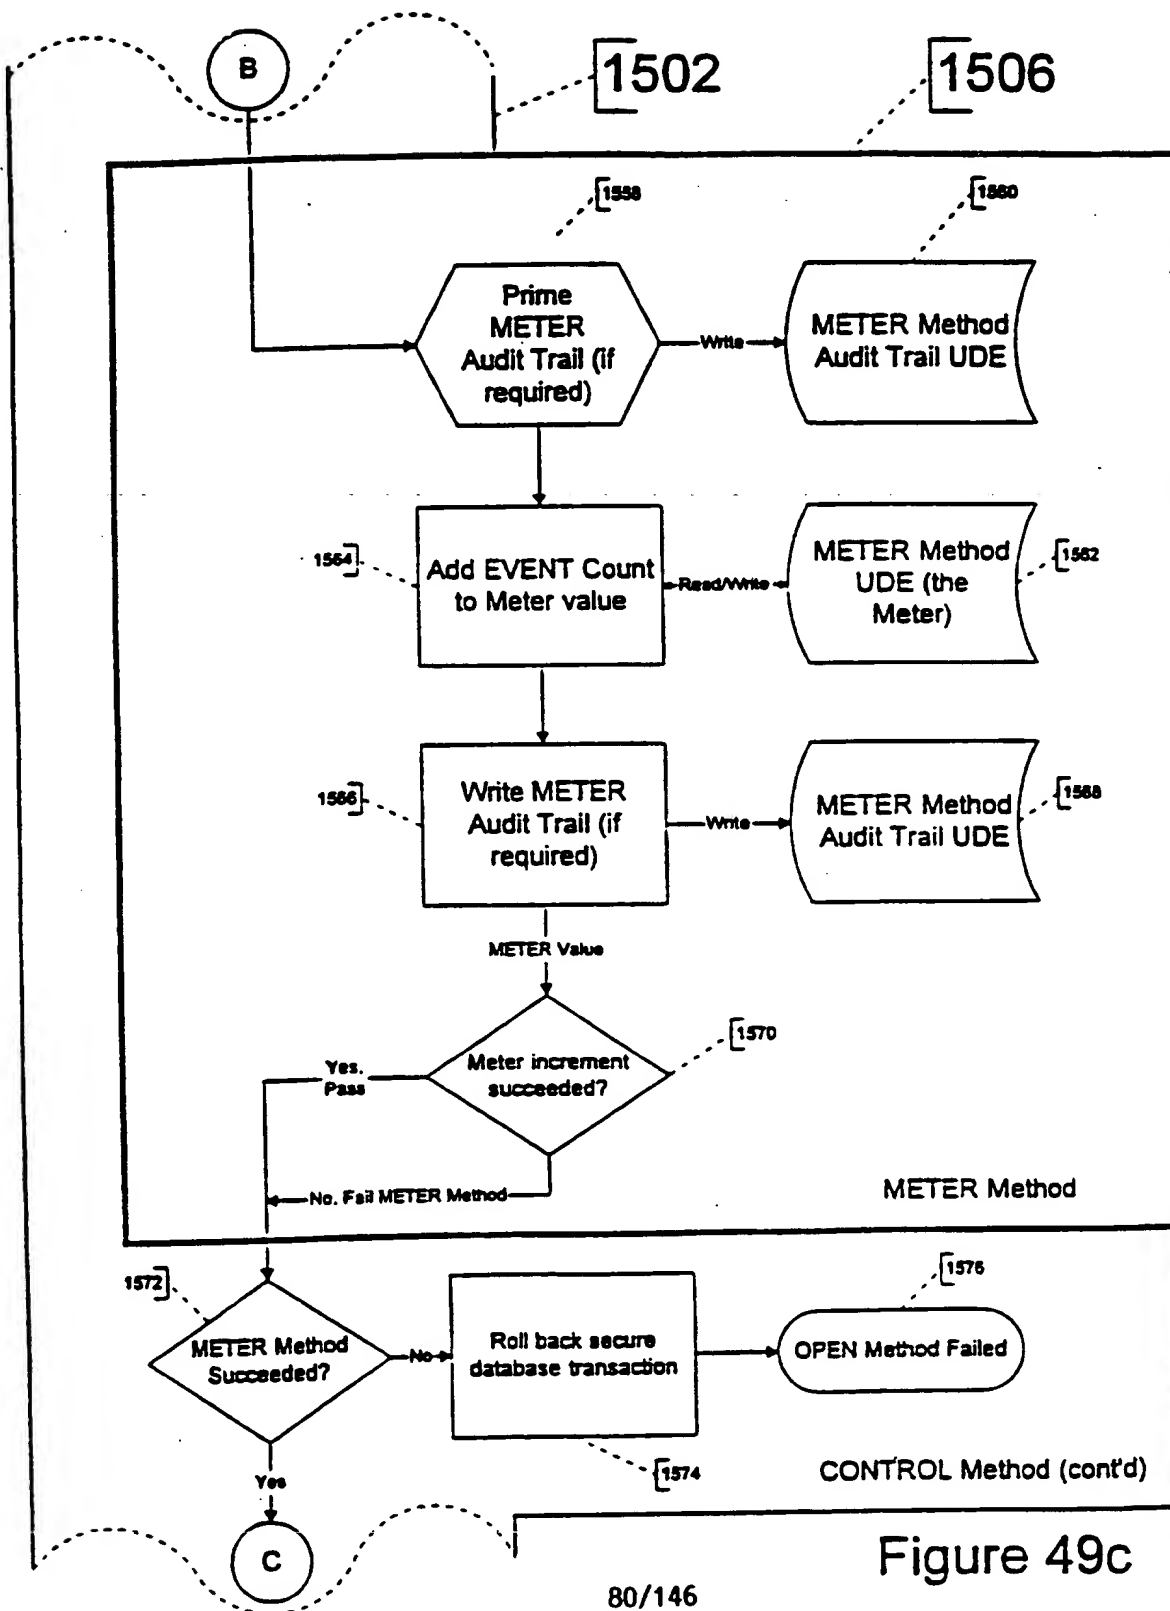 B
1502
1506
1558
1560
Prime
METER
Audit Trail (if
required)
Write
METER Method
Audit Trail UDE
1564
Add EVENT Count
to Meter value
Read/Write
METER Method
UDE (the
Meter)
1562
1566
Write METER
Audit Trail (if
required)
Write
METER Method
Audit Trail UDE
1568
METER Value
Meter increment
succeeded?
1570
Yes.
Pass
No. Fail METER Method
METER Method
1572
METER Method
Succeeded?
No
Roll back secure
database transaction
1576
OPEN Method Failed
1574
CONTROL Method (cont'd)
Yes
C
Figure 49c
80/146